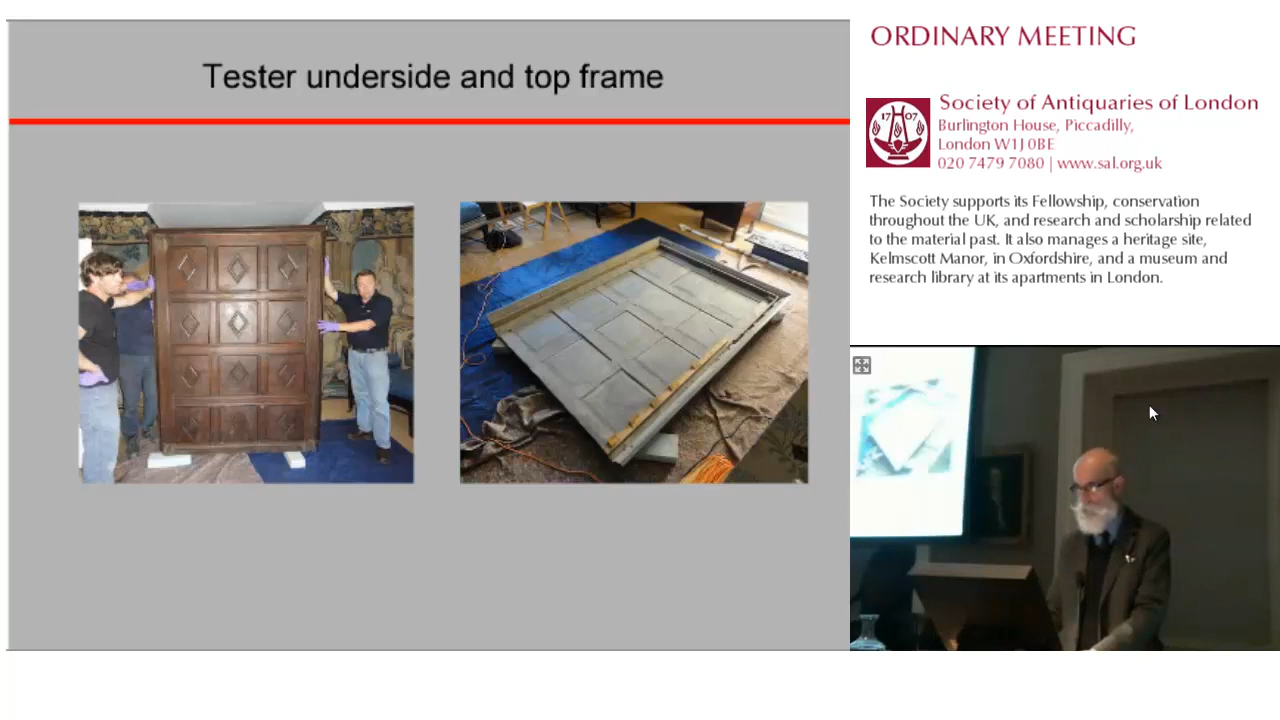 Tester underside and top frame
ORDINARY MEETING
17 07
Society of Antiquaries of London
Burlington House, Piccadilly,
London W1J 0BE
020 7479 7080 | www.sal.org.uk
The Society supports its Fellowship, conservation
throughout the UK, and research and scholarship related
to the material past. It also manages a heritage site,
Kelmscott Manor, in Oxfordshire, and a museum and
research library at its apartments in London.